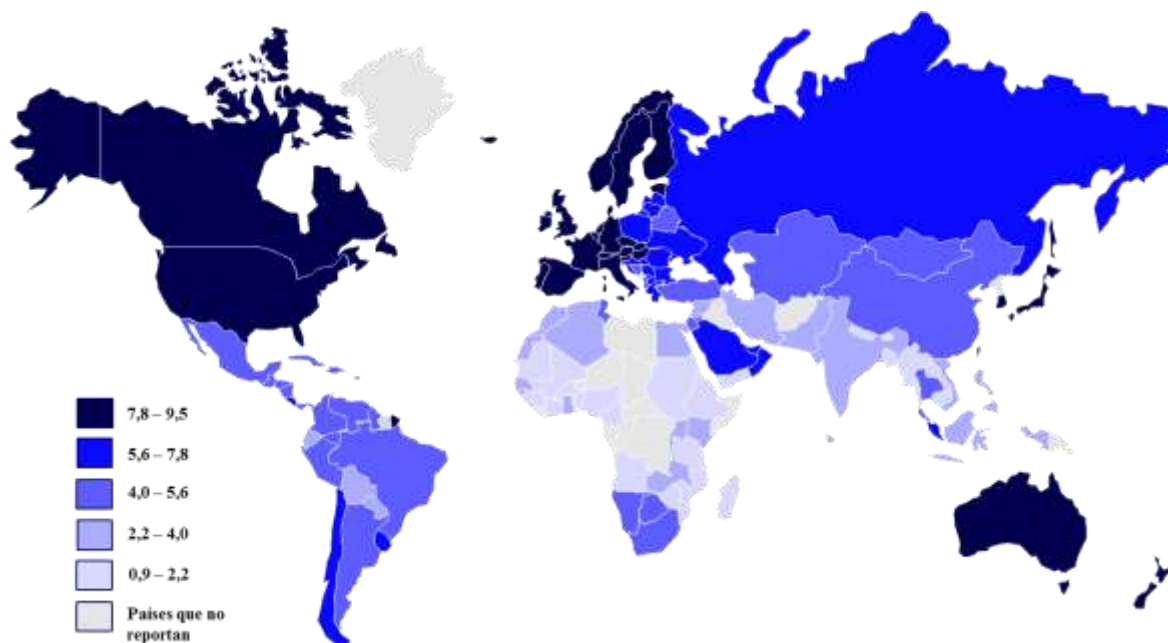 7,8 – 9,5
5,6 – 7,8
4,0 – 5,6
2,2 – 4,0
0,9 – 2,2
Países que no
reportan